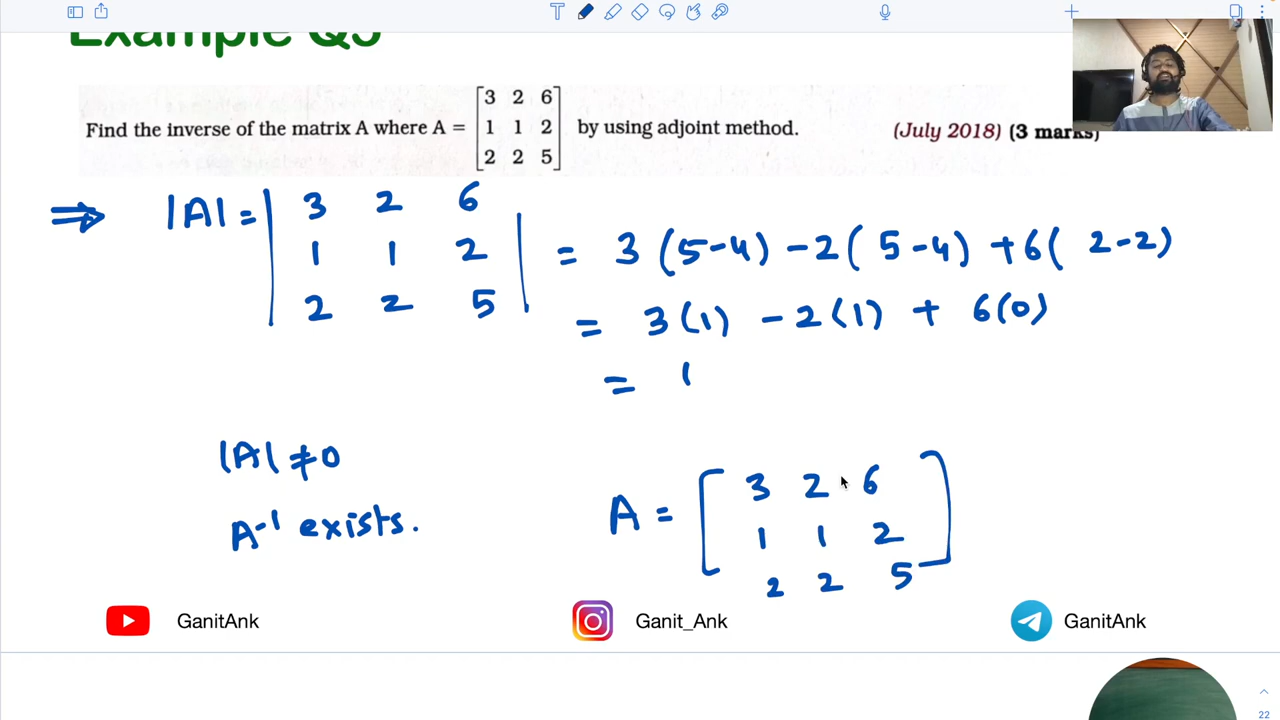 Example Q3
Find the inverse of the matrix A where A = [3 2 6
1 1 2
2 2 5] by using adjoint method. (July 2018) (3 marks)
⇒ |A| = | 3 2 6
1 1 2
2 2 5 | = 3(5-4) -2(5-4) +6(2-2)
= 3(1) -2(1) + 6(0)
= 1
|A| ≠ 0
A⁻¹ exists.
A = [3 2 6
1 1 2
2 2 5]
GanitAnk
Ganit_Ank
GanitAnk
22